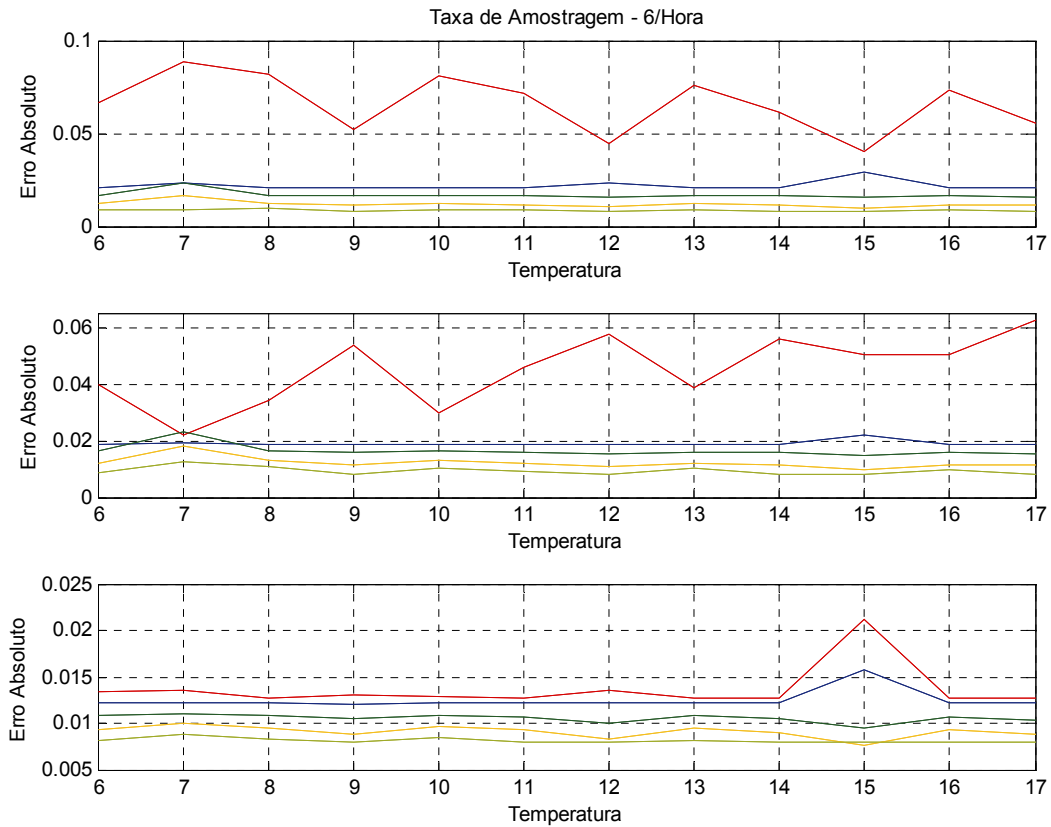 Taxa de Amostragem - 6/Hora
0.1
0.05
0
Erro Absoluto
6 7 8 9 10 11 12 13 14 15 16 17
Temperatura
0.06
0.04
0.02
0
Erro Absoluto
6 7 8 9 10 11 12 13 14 15 16 17
Temperatura
0.025
0.02
0.015
0.01
0.005
Erro Absoluto
6 7 8 9 10 11 12 13 14 15 16 17
Temperatura